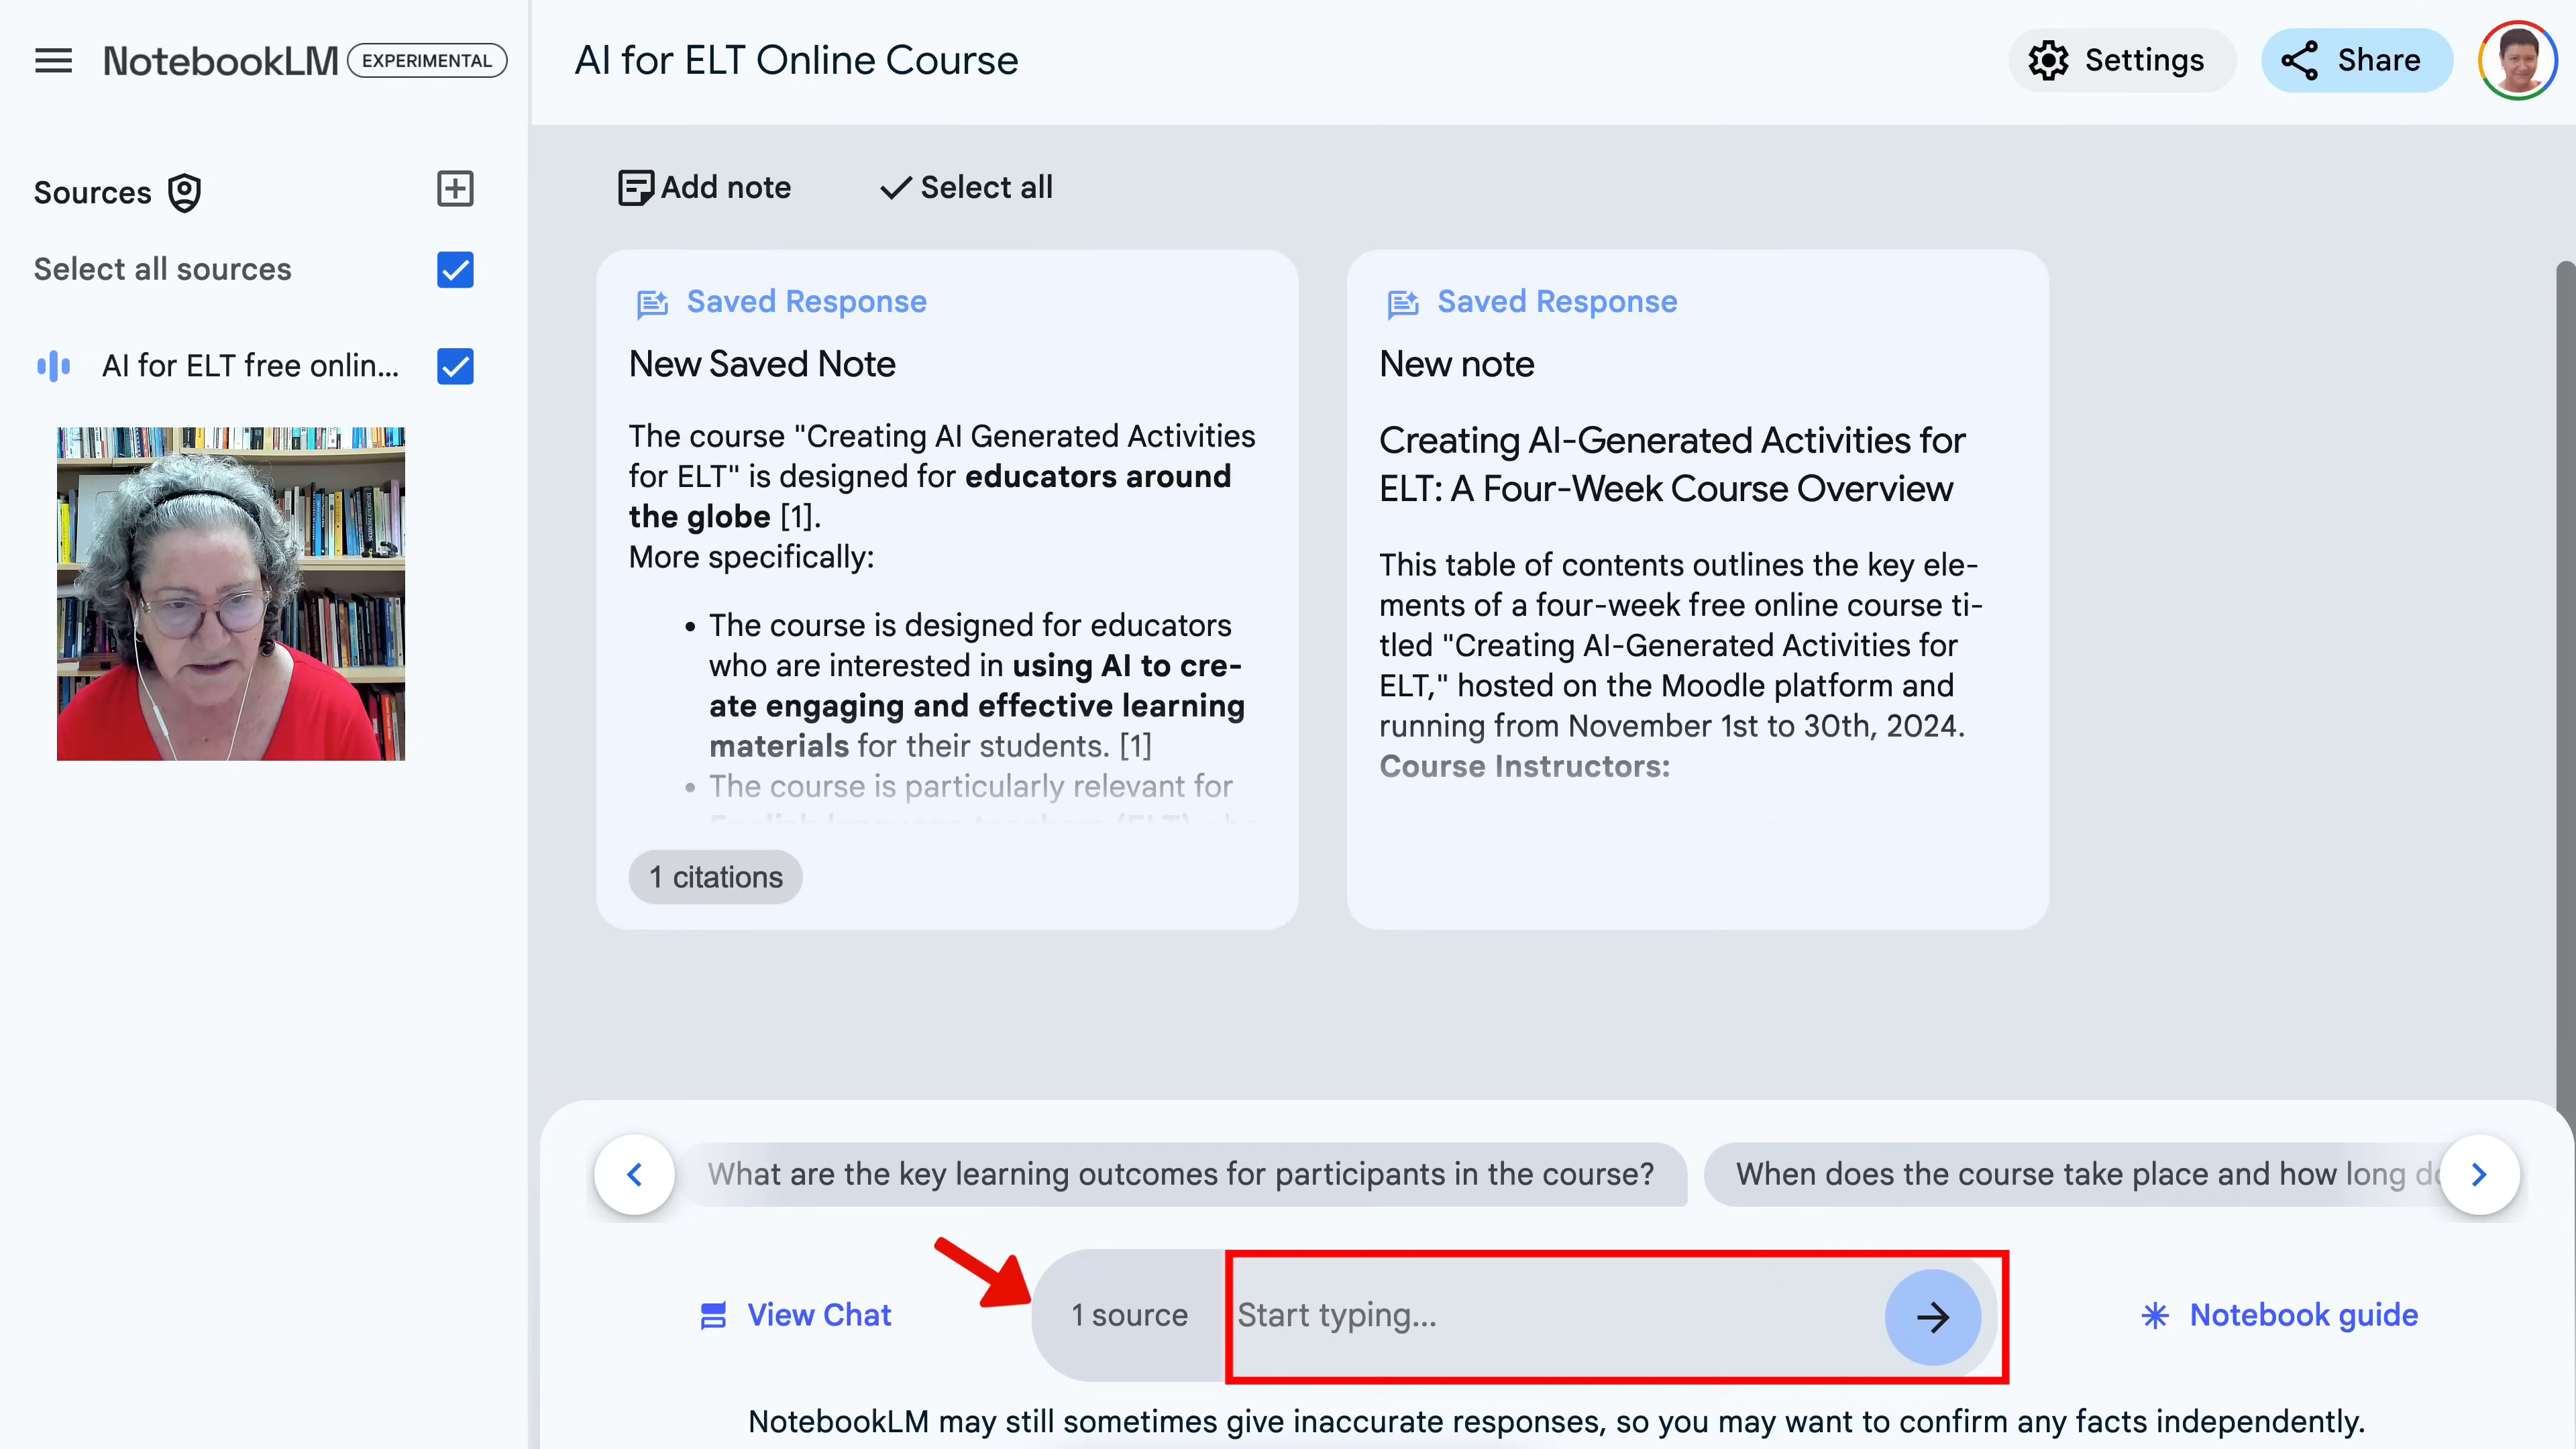 NotebookLM EXPERIMENTAL
AI for ELT Online Course
Settings
Share
Sources
Select all sources
AI for ELT free onlin...
Add note
Select all
Saved Response
New Saved Note
The course "Creating AI Generated Activities
for ELT" is designed for educators around
the globe [1].
More specifically:
• The course is designed for educators
who are interested in using AI to cre-
ate engaging and effective learning
materials for their students. [1]
• The course is particularly relevant for
English language teachers (ELT)
1 citations
Saved Response
New note
Creating AI-Generated Activities for
ELT: A Four-Week Course Overview
This table of contents outlines the key ele-
ments of a four-week free online course ti-
tled "Creating AI-Generated Activities for
ELT," hosted on the Moodle platform and
running from November 1st to 30th, 2024.
Course Instructors:
What are the key learning outcomes for participants in the course?
When does the course take place and how long
View Chat
1 source
Start typing...
Notebook guide
NotebookLM may still sometimes give inaccurate responses, so you may want to confirm any facts independently.